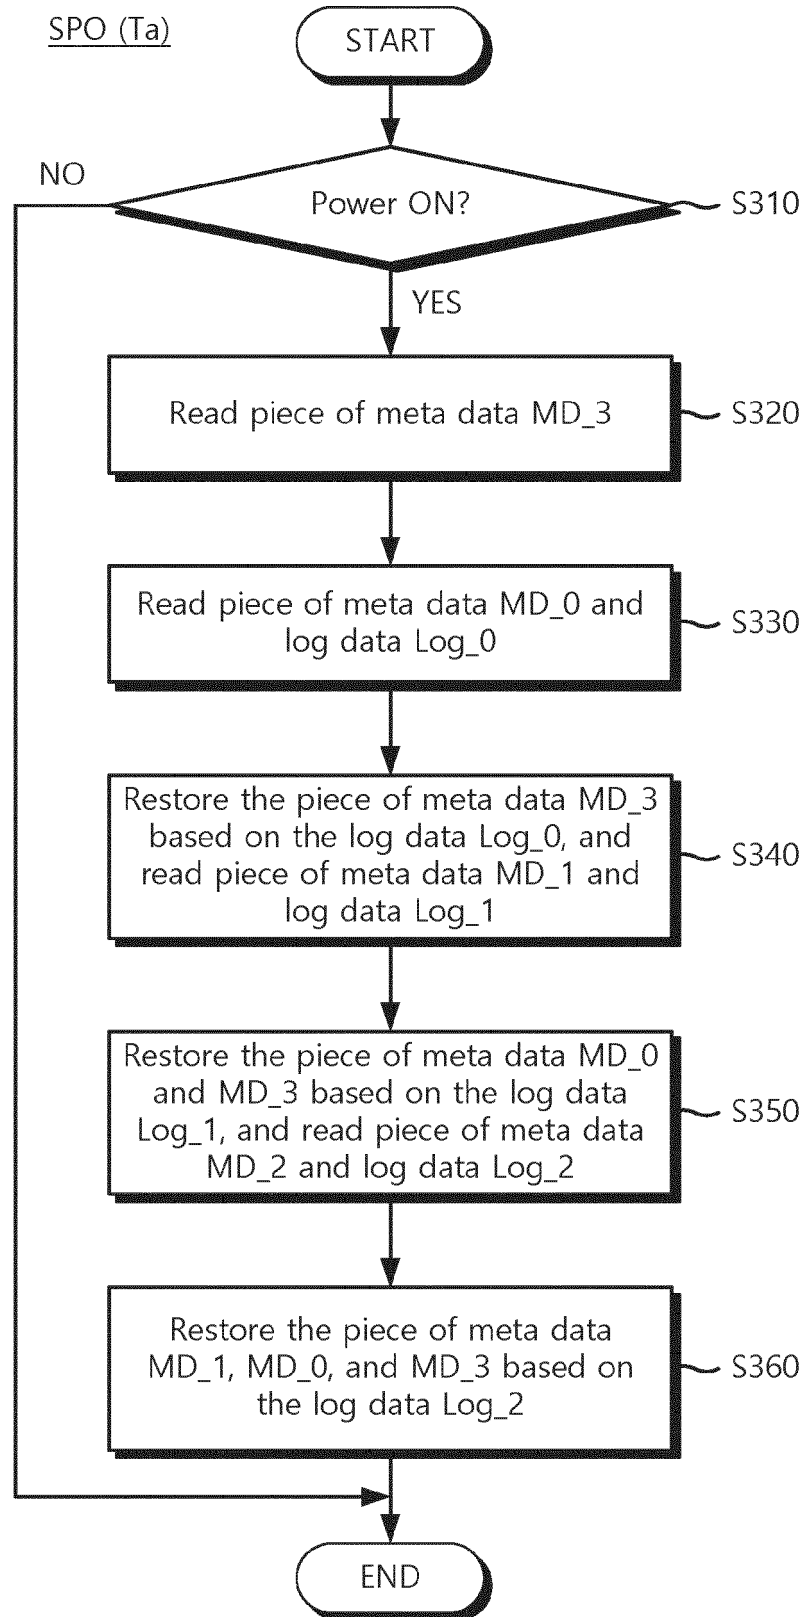 SPO (Ta)
START
NO
Power ON?
S310
YES
Read piece of meta data MD_3
S320
Read piece of meta data MD_0 and
log data Log_0
S330
Restore the piece of meta data MD_3
based on the log data Log_0, and
read piece of meta data MD_1 and
log data Log_1
S340
Restore the piece of meta data MD_0
and MD_3 based on the log data
Log_1, and read piece of meta data
MD_2 and log data Log_2
S350
Restore the piece of meta data
MD_1, MD_0, and MD_3 based on
the log data Log_2
S360
END